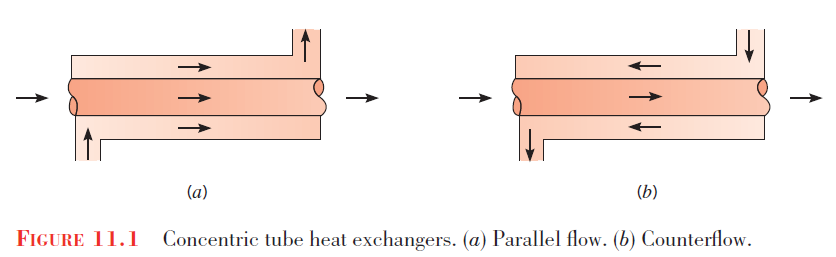 (a)
(b)
FIGURE 11.1 Concentric tube heat exchangers. (a) Parallel flow. (b) Counterflow.